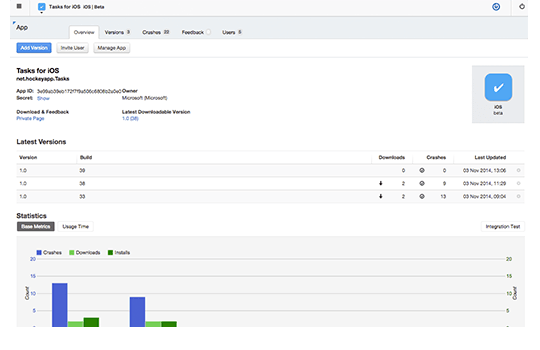 Tasks for iOS iOS | Beta
App
Overview Versions 3 Crashes 22 Feedback Users 5
Add Version Invite User Manage App
Tasks for iOS
net.hockeyapp.Tasks
App ID: Owner
Secret: Show Microsoft (Microsoft)
Download & Feedback Latest Downloadable Version
Private Page 1.0 (38)
iOS
beta
Latest Versions
Version Build Downloads Crashes Last Updated
1.0 39 0 0 03 Nov 2014, 13:06
1.0 38 2 9 03 Nov 2014, 11:29
1.0 33 2 13 03 Nov 2014, 09:04
Statistics
Base Metrics Usage Time Integration Test
Crashes Downloads Installs
20 20
15 15
10 10
5 5
Count Count